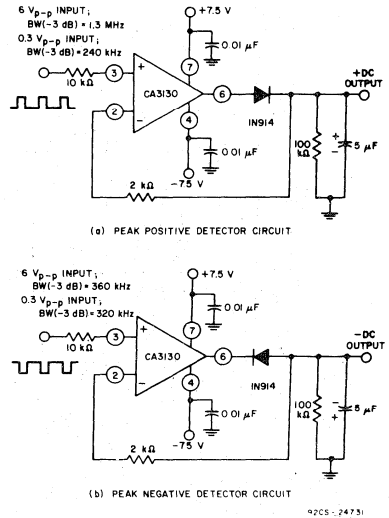 6 Vp-p INPUT;
BW(-3 dB) = 1.3 MHz
0.3 Vp-p INPUT;
BW(-3 dB) = 240 kHz
+7.5 V
0.01 μF
7
3
+
10 kΩ
CA3130
6
2
−
4
1N914
+DC
OUTPUT
100
kΩ
+
−
5 μF
0.01 μF
−7.5 V
2 kΩ
(a) PEAK POSITIVE DETECTOR CIRCUIT
6 Vp-p INPUT;
BW(-3 dB) = 360 kHz
0.3 Vp-p INPUT;
BW(-3 dB) = 320 kHz
+7.5 V
0.01 μF
7
3
+
10 kΩ
CA3130
6
2
−
4
1N914
−DC
OUTPUT
100
kΩ
−
+
5 μF
0.01 μF
−7.5 V
2 kΩ
(b) PEAK NEGATIVE DETECTOR CIRCUIT
92CS-24731